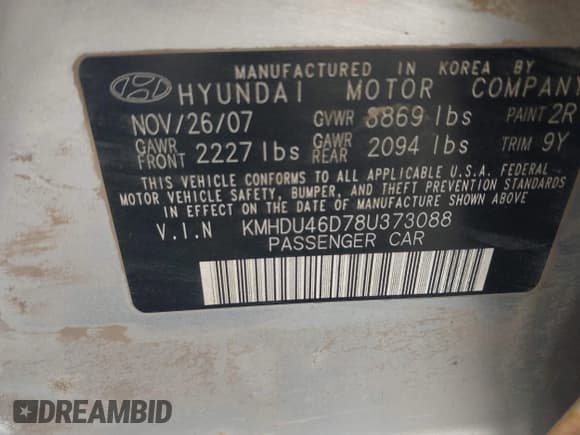 MANUFACTURED IN KOREA BY
HYUNDAI MOTOR COMPANY
NOV/26/07 GVWR 3869 lbs PAINT 2R
GAWR FRONT 2227 lbs GAWR REAR 2094 lbs TRIM 9Y
THIS VEHICLE CONFORMS TO ALL APPLICABLE U.S.A. FEDERAL
MOTOR VEHICLE SAFETY, BUMPER, AND THEFT PREVENTION STANDARDS
IN EFFECT ON THE DATE OF MANUFACTURE SHOWN ABOVE.
V.I.N KMHDU46D78U373088
PASSENGER CAR
DREAMBID